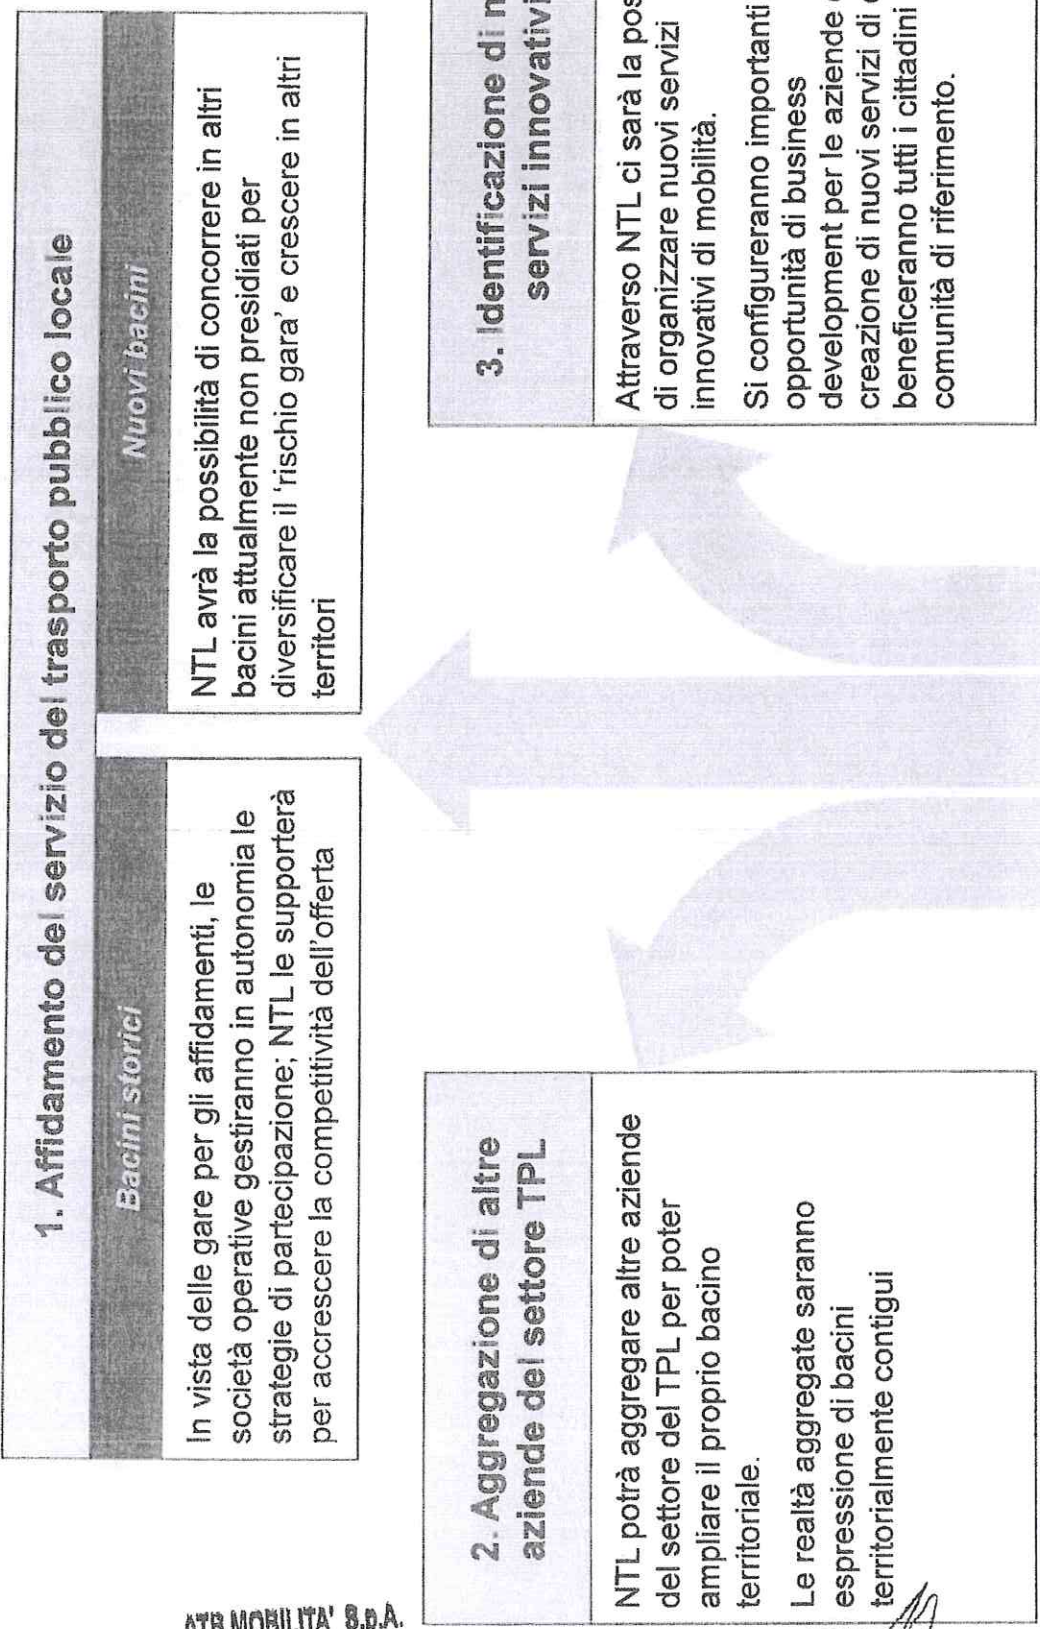 1. Affidamento del servizio del trasporto pubblico locale
Bacini storici
In vista delle gare per gli affidamenti, le
società operative gestiranno in autonomia le
strategie di partecipazione; NTL le supporterà
per accrescere la competitività dell'offerta
Nuovi bacini
NTL avrà la possibilità di concorrere in altri
bacini attualmente non presidiati per
diversificare il 'rischio gara' e crescere in altri
territori
2. Aggregazione di altre
aziende del settore TPL
NTL potrà aggregare altre aziende
del settore del TPL per poter
ampliare il proprio bacino
territoriale.
Le realtà aggregate saranno
espressione di bacini
territorialmente contigui
3. Identificazione di
servizi innovativi
Attraverso NTL ci sarà la
di organizzare nuovi servizi
innovativi di mobilità.
Si configureranno importanti
opportunità di business
development per le aziende
creazione di nuovi servizi di
beneficeranno tutti i cittadini
comunità di riferimento.
ATB MOBILITA' S.p.A.